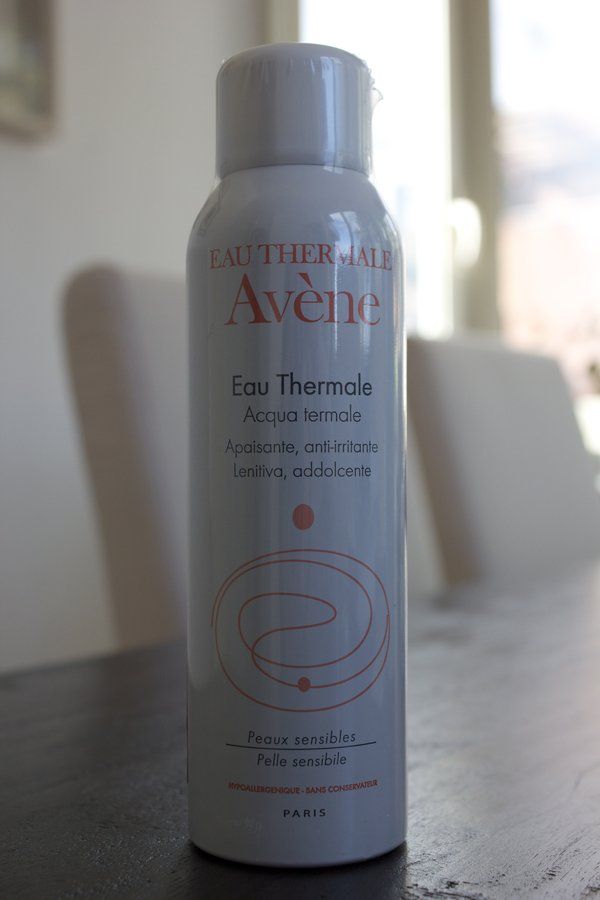 EAU THERMALE
Avène
Eau Thermale
Acqua termale
Apaisante, anti-irritante
Lenitiva, addolcente
Peaux sensibles
Pelle sensibile
HYPOALLERGENIQUE - SANS CONSERVATEUR
PARIS